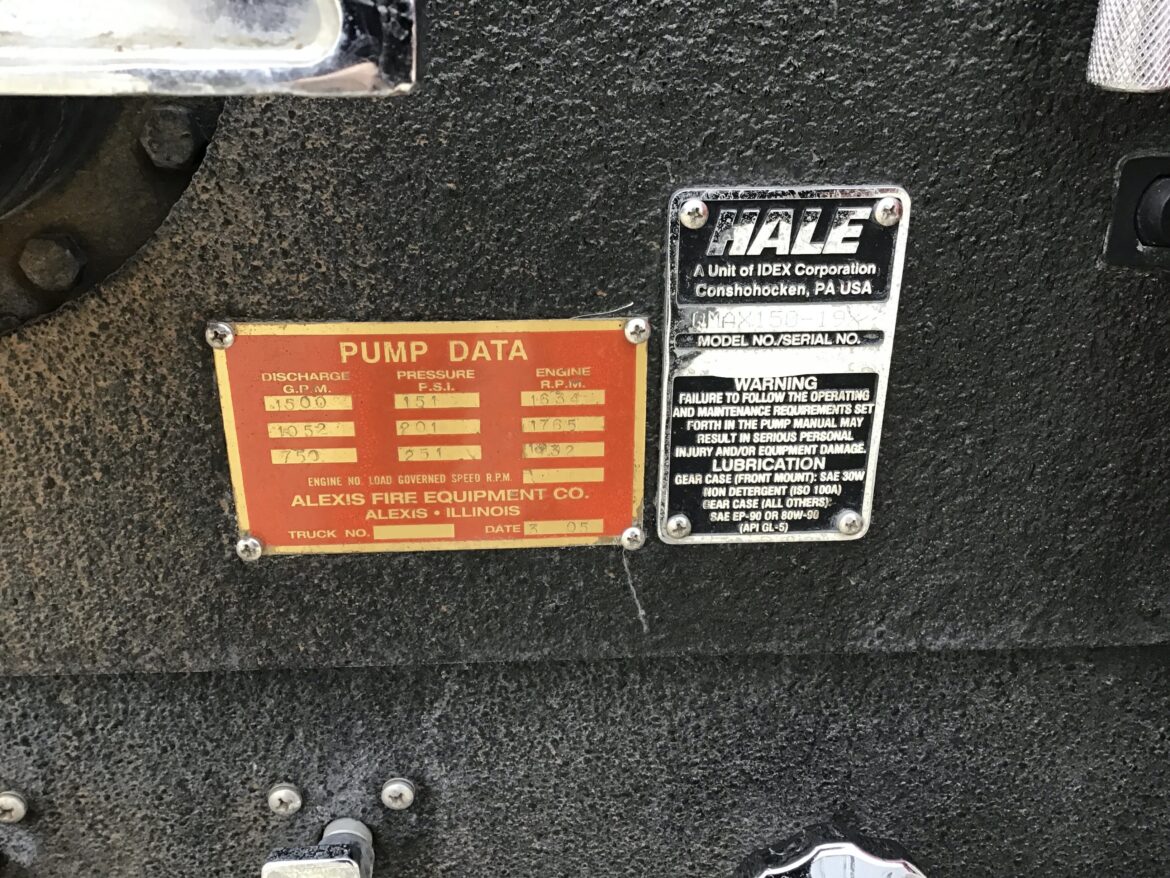 PUMP DATA
DISCHARGE G.P.M. PRESSURE P.S.I. ENGINE R.P.M.
1500 151 1634
1052 201 1765
750 251
ENGINE NO. LOAD GOVERNED SPEED R.P.M.
ALEXIS FIRE EQUIPMENT CO.
ALEXIS • ILLINOIS
TRUCK NO. DATE 3 05
HALE
A Unit of IDEX Corporation
Conshohocken, PA USA
MODEL NO./SERIAL NO.
WARNING
FAILURE TO FOLLOW THE OPERATING
AND MAINTENANCE REQUIREMENTS SET
FORTH IN THE PUMP MANUAL MAY
RESULT IN SERIOUS PERSONAL
INJURY AND/OR EQUIPMENT DAMAGE.
LUBRICATION
GEAR CASE (FRONT MOUNT): SAE 30W
NON DETERGENT (ISO 100A)
GEAR CASE (ALL OTHERS):
SAE EP-90 OR 80W-90
(API GL-5)